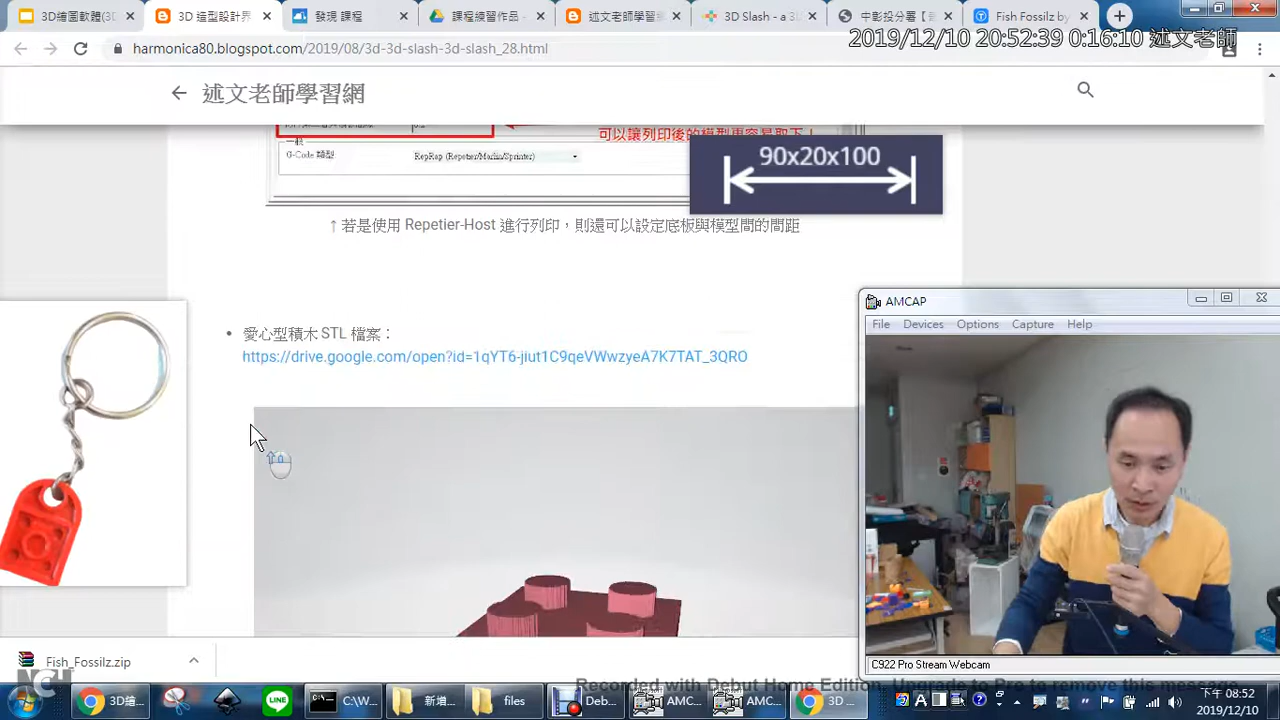 3D繪圖軟體(3D
3D 造型設計界
發現 課程
課程練習作品 -
述文老師學習網
3D Slash - a 3D
中彰投分署【
Fish Fossilz by
harmonica80.blogspot.com/2019/08/3d-3d-slash-3d-slash_28.html
2019/12/10 20:52:39 0:16:10 述文老師
述文老師學習網
可以讓列印後的模型更容易取下！
一般
G-Code 類型
RepRap (Repetier/Marlin/Sprinter)
90x20x100
↑若是使用 Repetier-Host 進行列印，則還可以設定底板與模型間的間距
AMCAP
File Devices Options Capture Help
• 愛心型積木 STL 檔案：
https://drive.google.com/open?id=1qYT6-jiut1C9qeVWwzyeA7K7TAT_3QRO
Fish_Fossilz.zip
C922 Pro Stream Webcam
NCH
Recorded with Debut Home Edition. Upgrade to Pro to remove this message.
3D繪
LINE
C:\W...
新增...
files
Deb...
AMC...
AMC...
3D ...
下午 08:52
2019/12/10